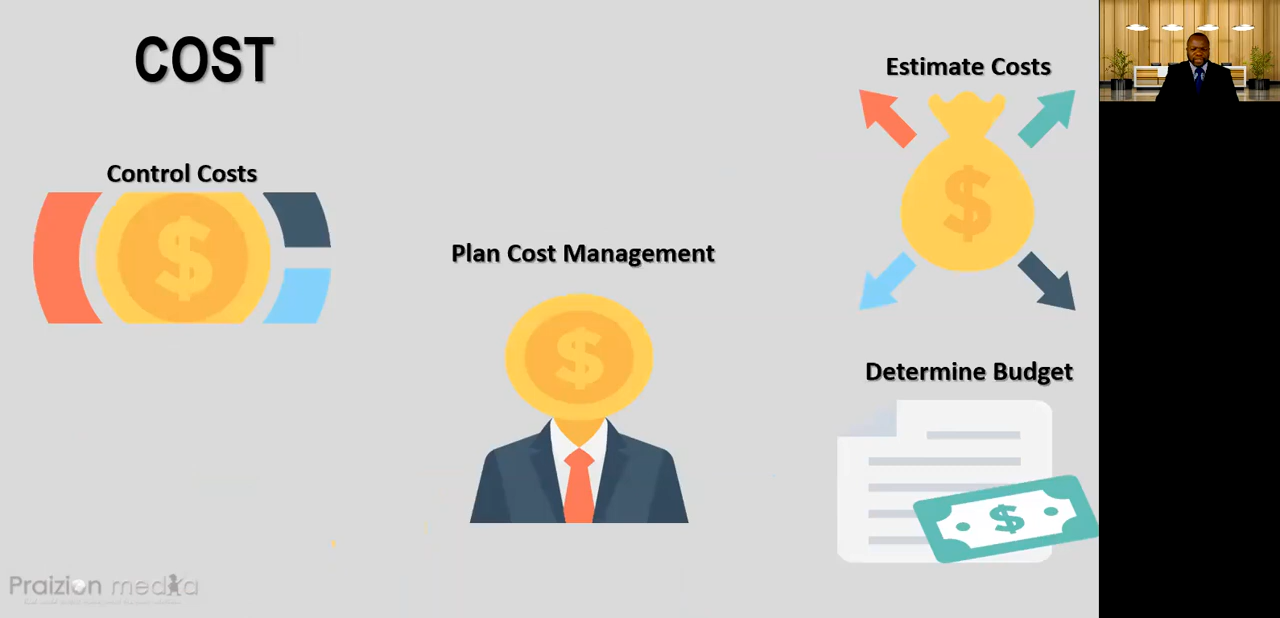 COST
Estimate Costs
Control Costs
Plan Cost Management
Determine Budget
Praizion media